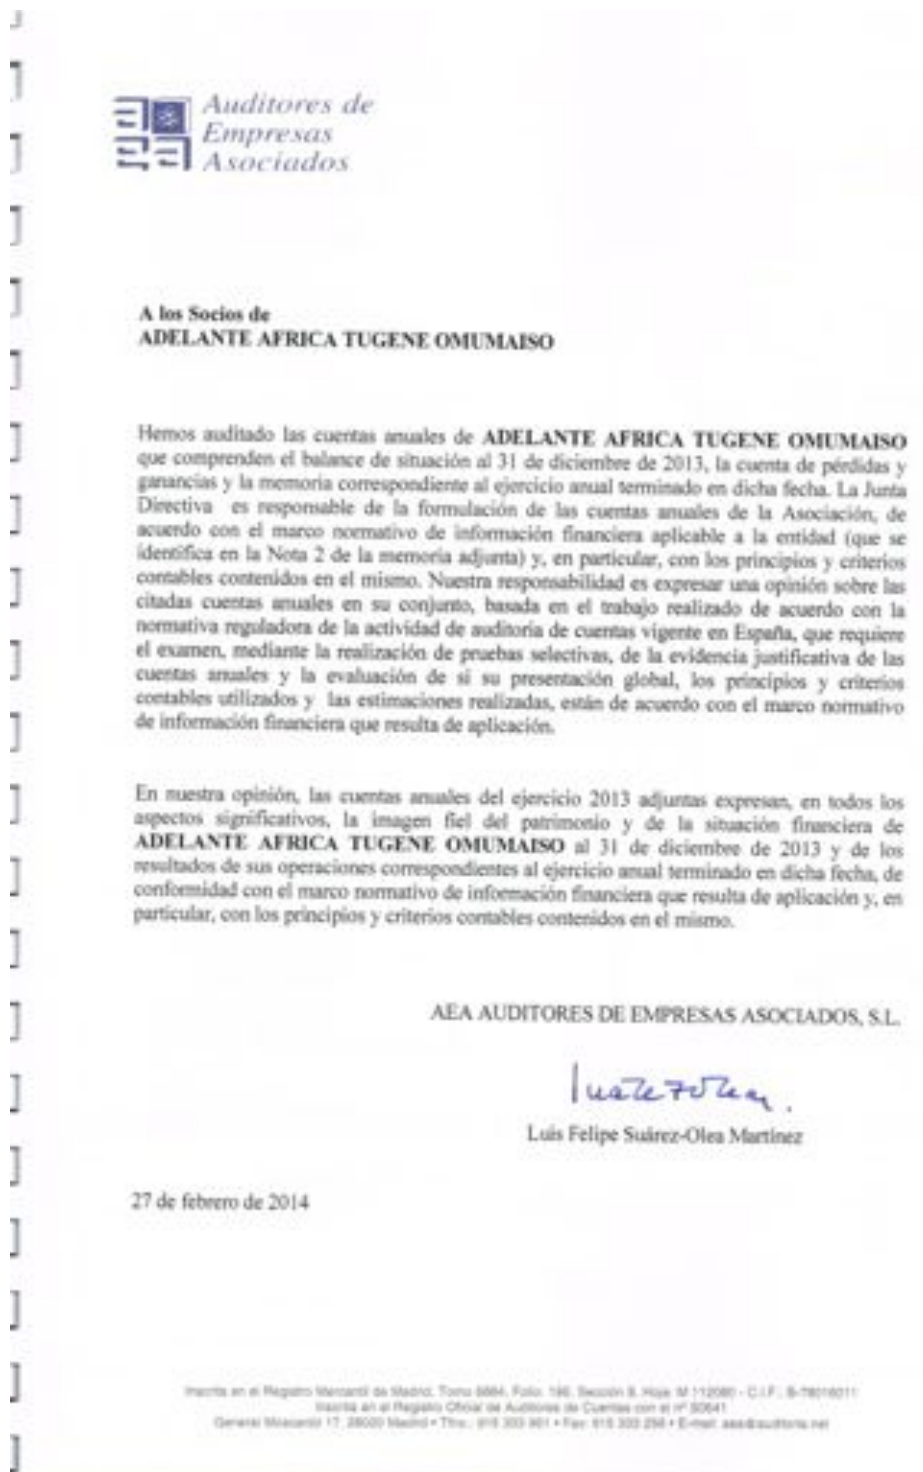 Auditores de
Empresas
Asociados
A los Socios de
ADELANTE AFRICA TUGENE OMUMAISO
Hemos auditado las cuentas anuales de ADELANTE AFRICA TUGENE OMUMAISO
que comprenden el balance de situación al 31 de diciembre de 2013, la cuenta de pérdidas y
ganancias y la memoria correspondiente al ejercicio anual terminado en dicha fecha. La Junta
Directiva es responsable de la formulación de las cuentas anuales de la Asociación, de
acuerdo con el marco normativo de información financiera aplicable a la entidad (que se
identifica en la Nota 2 de la memoria adjunta) y, en particular, con los principios y criterios
contables contenidos en el mismo. Nuestra responsabilidad es expresar una opinión sobre las
citadas cuentas anuales en su conjunto, basada en el trabajo realizado de acuerdo con la
normativa reguladora de la actividad de auditoría de cuentas vigente en España, que requiere
el examen, mediante la realización de pruebas selectivas, de la evidencia justificativa de las
cuentas anuales y la evaluación de si su presentación global, los principios y criterios
contables utilizados y las estimaciones realizadas, están de acuerdo con el marco normativo
de información financiera que resulta de aplicación.
En nuestra opinión, las cuentas anuales del ejercicio 2013 adjuntas expresan, en todos los
aspectos significativos, la imagen fiel del patrimonio y de la situación financiera de
ADELANTE AFRICA TUGENE OMUMAISO al 31 de diciembre de 2013 y de los
resultados de sus operaciones correspondientes al ejercicio anual terminado en dicha fecha, de
conformidad con el marco normativo de información financiera que resulta de aplicación y, en
particular, con los principios y criterios contables contenidos en el mismo.
AEA AUDITORES DE EMPRESAS ASOCIADOS, S.L.
Luis Felipe Suárez-Olea Martínez
27 de febrero de 2014
Inscrita en el Registro Mercantil de Madrid, Tomo Folio: Sección 8, Hoja: M - C.I.F.:
Inscrita en el Registro Oficial de Auditores de Cuentas con el nº
General 17, Madrid • Fax: • E-mail: